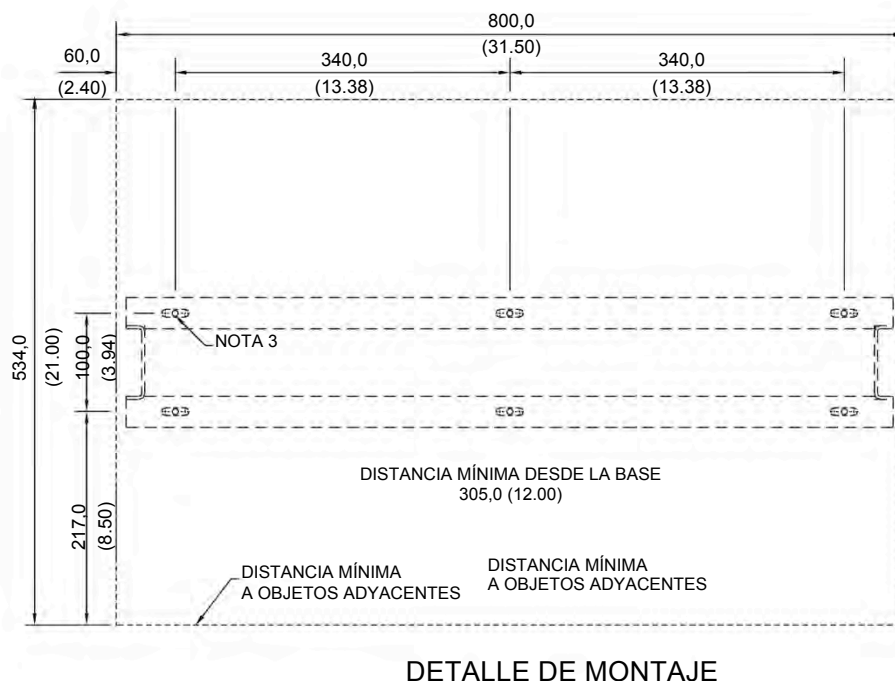 800,0
(31.50)
60,0
(2.40)
340,0
(13.38)
340,0
(13.38)
534,0
(21.00)
100,0
(3.94)
NOTA 3
217,0
(8.50)
DISTANCIA MÍNIMA DESDE LA BASE
305,0 (12.00)
DISTANCIA MÍNIMA
A OBJETOS ADYACENTES
DISTANCIA MÍNIMA
A OBJETOS ADYACENTES
DETALLE DE MONTAJE